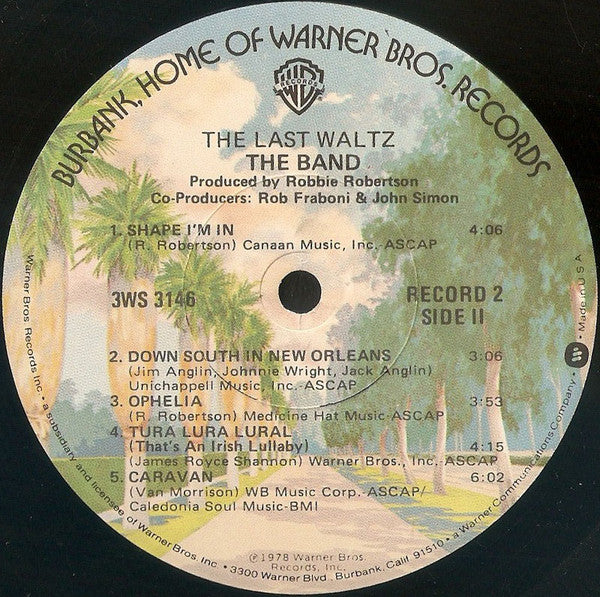 BURBANK, HOME OF WARNER BROS. RECORDS
WB
RECORDS
THE LAST WALTZ
THE BAND
Produced by Robbie Robertson
Co-Producers: Rob Fraboni & John Simon
1. SHAPE I'M IN 4:06
(R. Robertson) Canaan Music, Inc.-ASCAP
3WS 3146 RECORD 2
SIDE II
2. DOWN SOUTH IN NEW ORLEANS 3:06
(Jim Anglin, Johnnie Wright, Jack Anglin)
Unichappell Music, Inc.-ASCAP
3. OPHELIA 3:53
(R. Robertson) Medicine Hat Music-ASCAP
4. TURA LURA LURAL
(That's An Irish Lullaby) 4:15
(James Royce Shannon) Warner Bros., Inc.-ASCAP
5. CARAVAN 6:02
(Van Morrison) WB Music Corp.-ASCAP/
Caledonia Soul Music-BMI
℗1978 Warner Bros.
Records, Inc.
Warner Bros Records Inc. • a subsidiary and licensee of Warner Bros. Inc. • 3300 Warner Blvd., Burbank, Calif. 91510 • a Warner Communications Company • Made in U S A